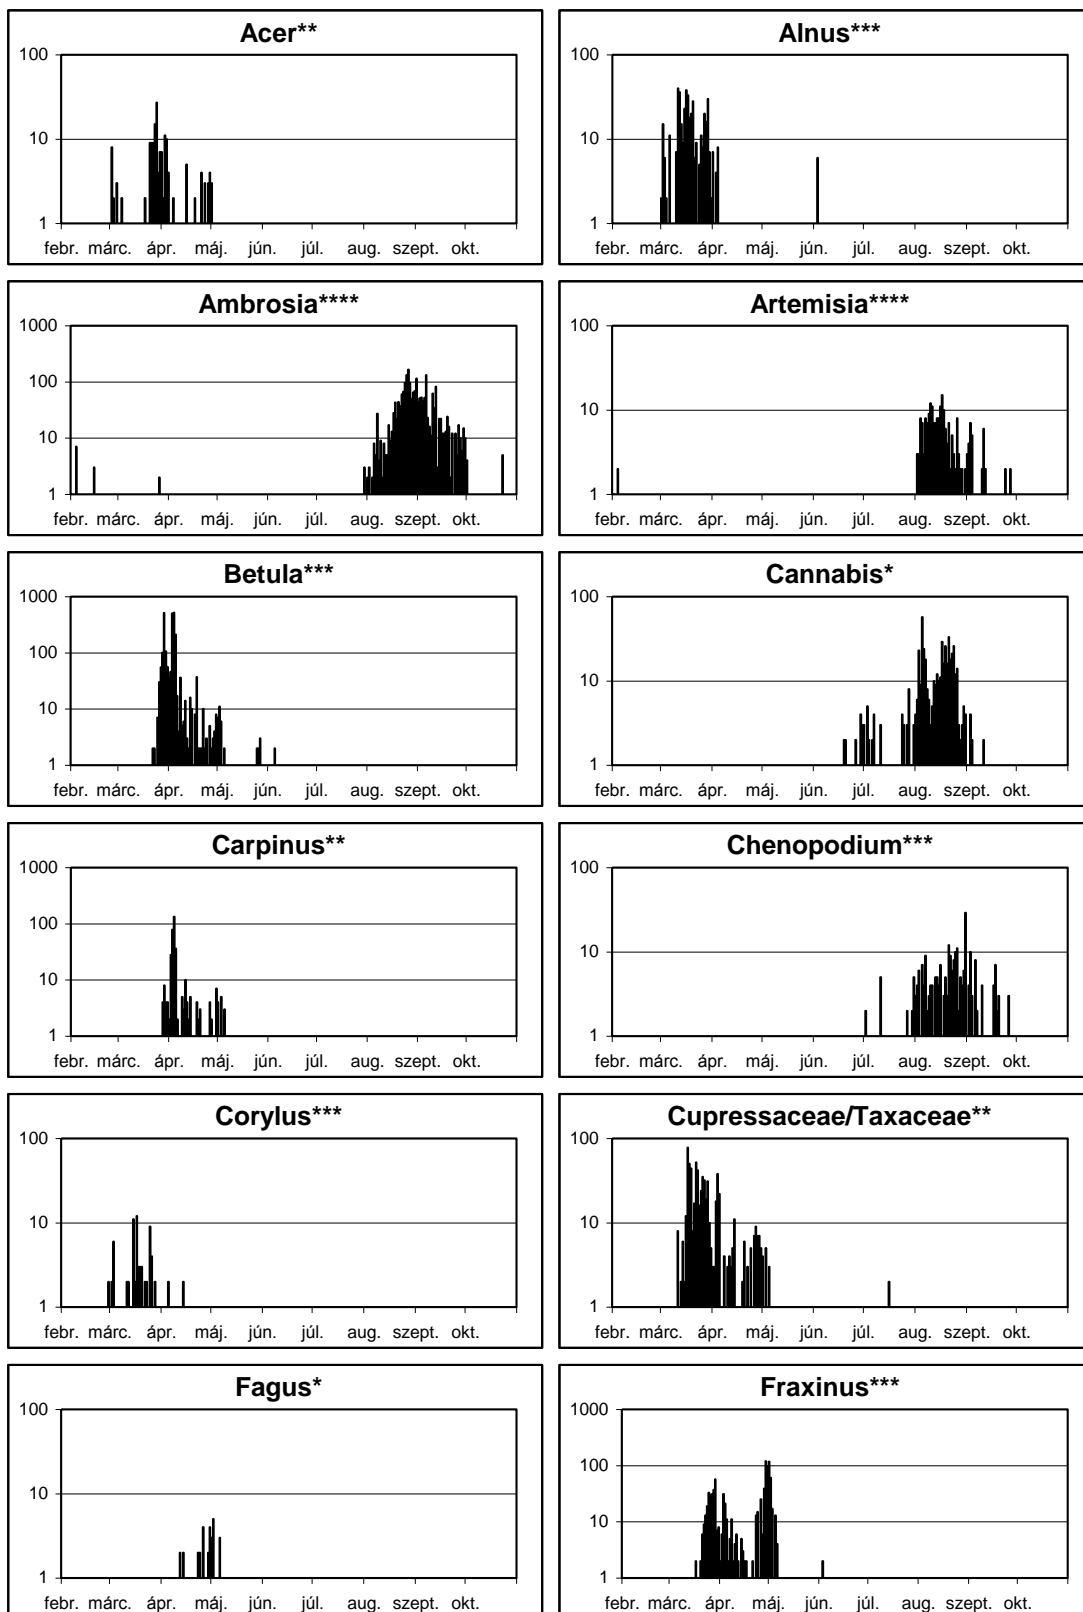 Acer**
100
10
1
febr. márc. ápr. máj. jún. júl. aug. szept. okt.
Alnus***
100
10
1
febr. márc. ápr. máj. jún. júl. aug. szept. okt.
Ambrosia****
1000
100
10
1
febr. márc. ápr. máj. jún. júl. aug. szept. okt.
Artemisia****
100
10
1
febr. márc. ápr. máj. jún. júl. aug. szept. okt.
Betula***
1000
100
10
1
febr. márc. ápr. máj. jún. júl. aug. szept. okt.
Cannabis*
100
10
1
febr. márc. ápr. máj. jún. júl. aug. szept. okt.
Carpinus**
1000
100
10
1
febr. márc. ápr. máj. jún. júl. aug. szept. okt.
Chenopodium***
100
10
1
febr. márc. ápr. máj. jún. júl. aug. szept. okt.
Corylus***
100
10
1
febr. márc. ápr. máj. jún. júl. aug. szept. okt.
Cupressaceae/Taxaceae**
100
10
1
febr. márc. ápr. máj. jún. júl. aug. szept. okt.
Fagus*
100
10
1
febr. márc. ápr. máj. jún. júl. aug. szept. okt.
Fraxinus***
1000
100
10
1
febr. márc. ápr. máj. jún. júl. aug. szept. okt.